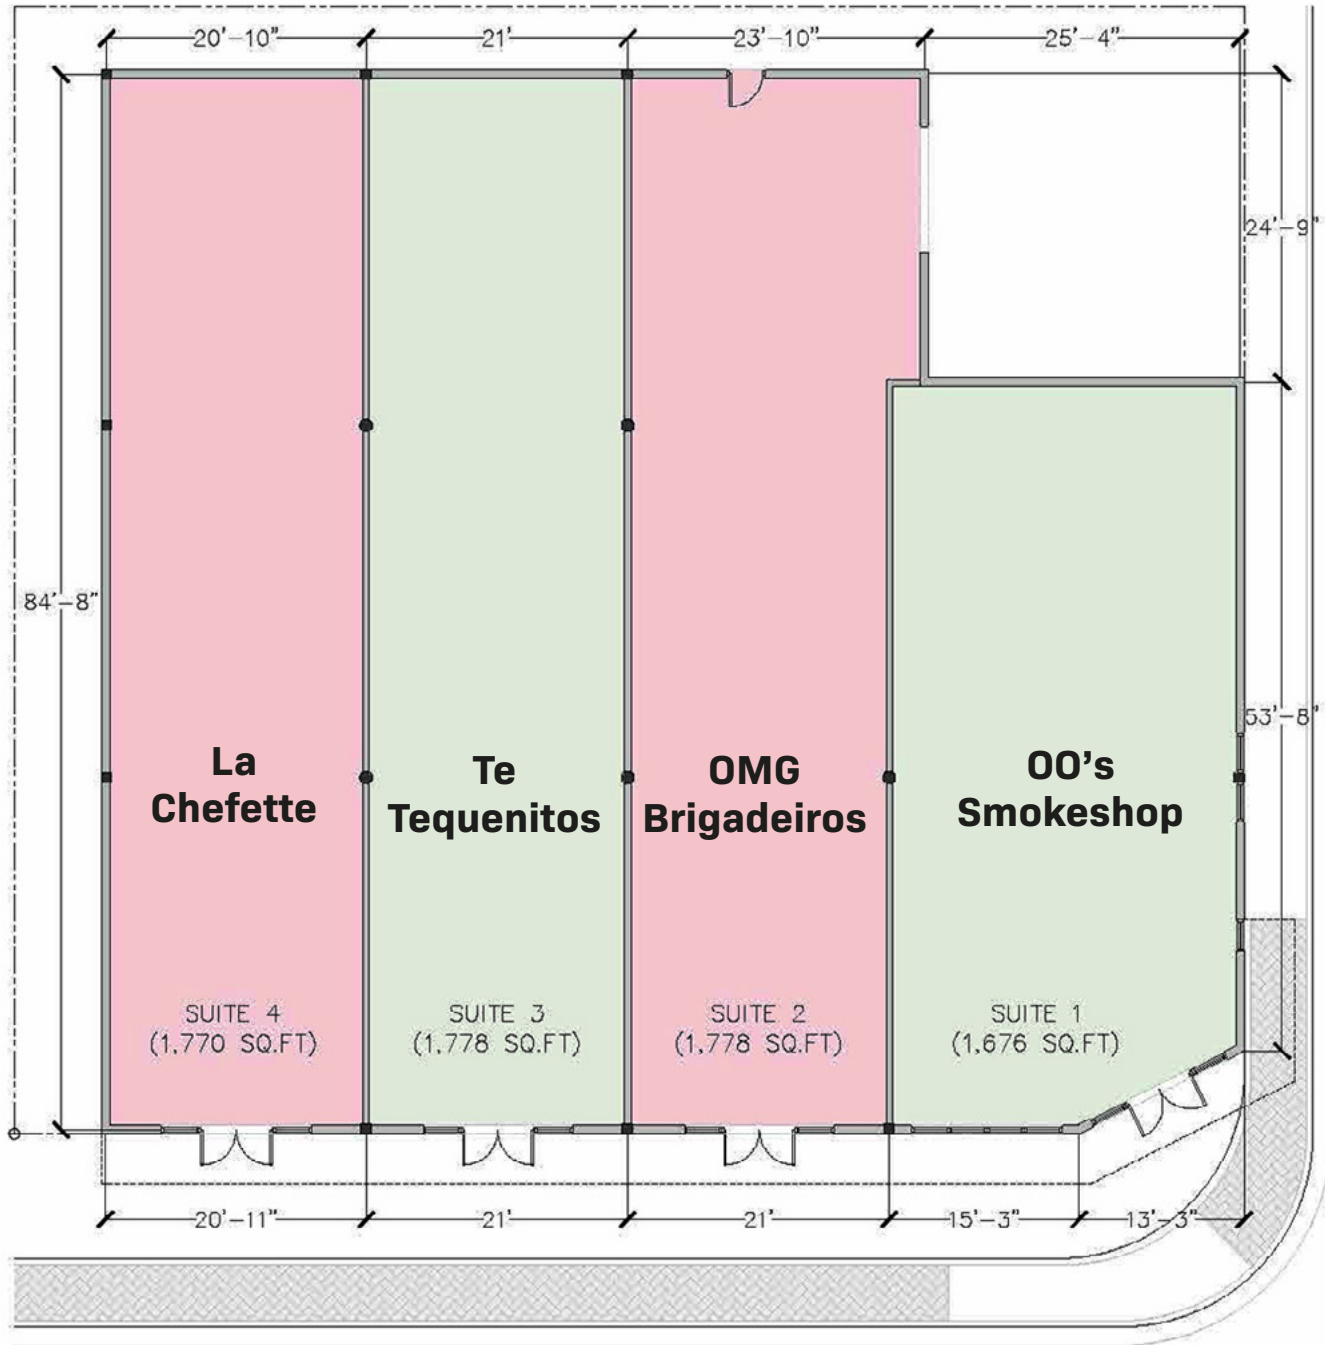 20'-10"
21'
23'-10"
25'-4"
24'-9"
84'-8"
53'-8"
La
Chefette
Te
Tequenitos
OMG
Brigadeiros
OO's
Smokeshop
SUITE 4
(1,770 SQ.FT)
SUITE 3
(1,778 SQ.FT)
SUITE 2
(1,778 SQ.FT)
SUITE 1
(1,676 SQ.FT)
20'-11"
21'
21'
15'-3"
13'-3"